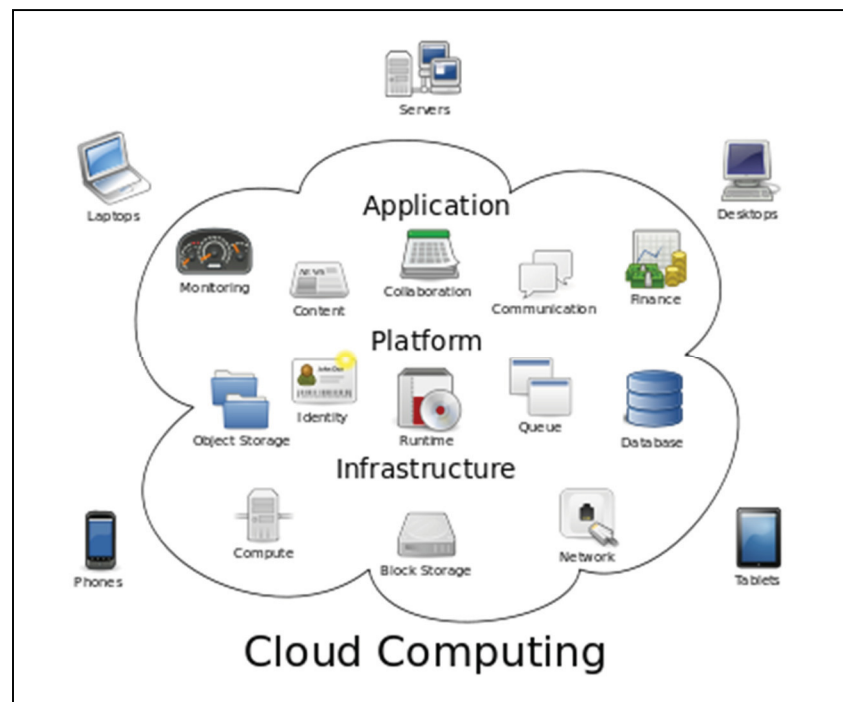 Servers
Laptops
Desktops
Application
Monitoring
Content
Collaboration
Communication
Finance
Platform
Object Storage
Identity
Runtime
Queue
Database
Infrastructure
Compute
Block Storage
Network
Phones
Tablets
Cloud Computing